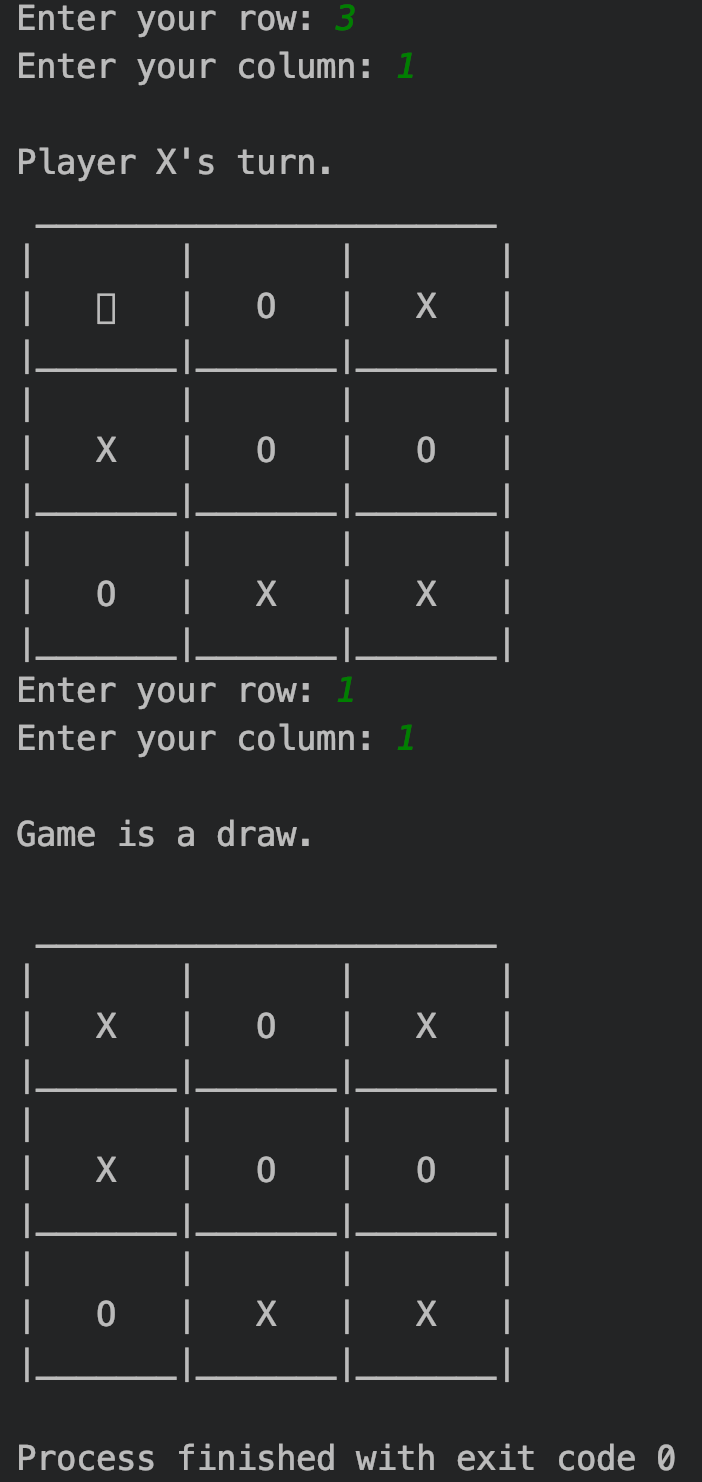 Enter your row: 3
Enter your column: 1
Player X's turn.
▯ O X
X O O
O X X
Enter your row: 1
Enter your column: 1
Game is a draw.
X O X
X O O
O X X
Process finished with exit code 0